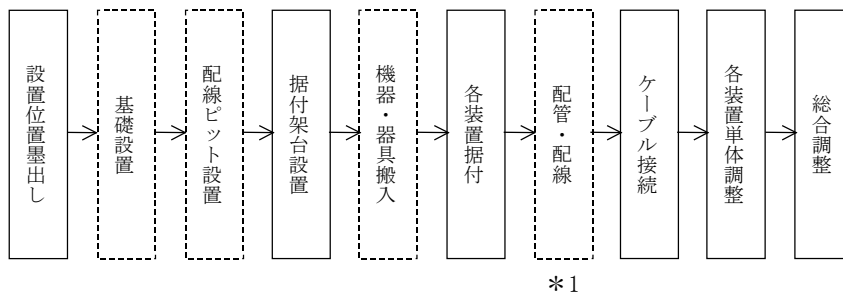 設置位置墨出し
基礎設置
配線ピット設置
据付架台設置
機器・器具搬入
各装置据付
配管・配線
ケーブル接続
各装置単体調整
総合調整
＊1